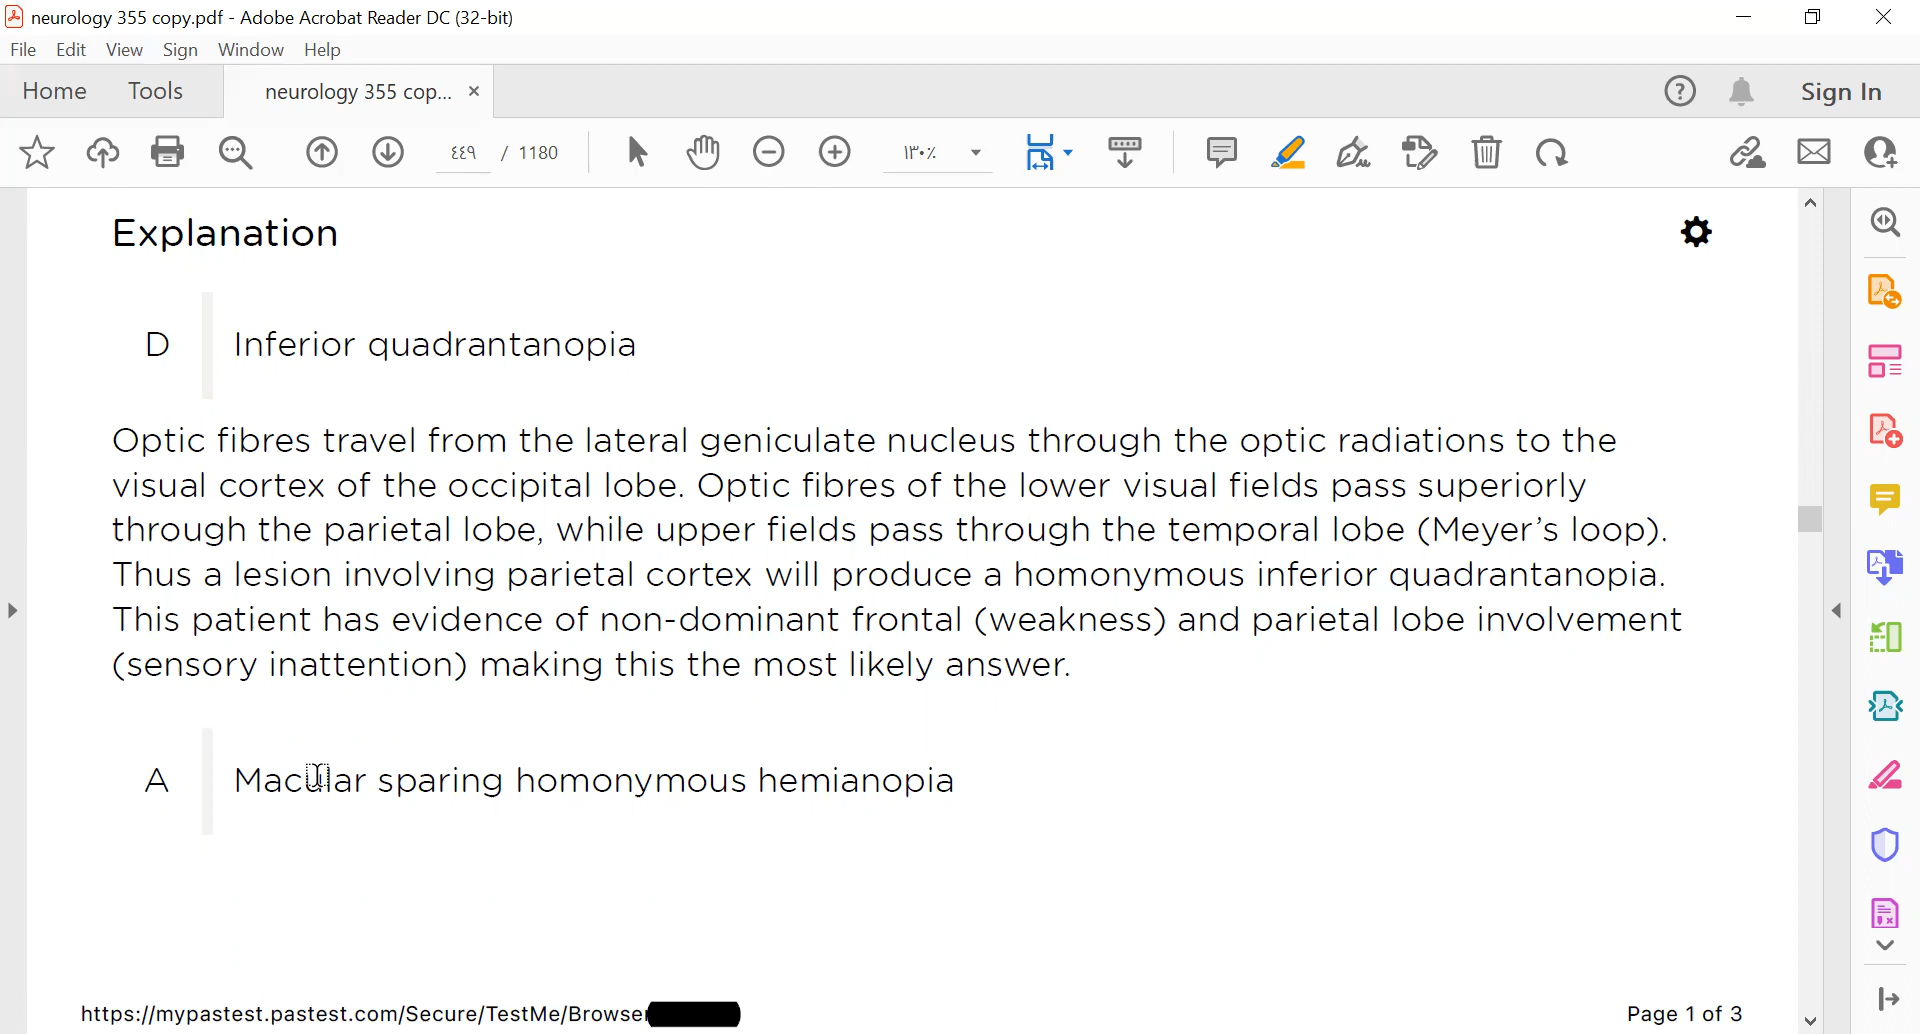 neurology 355 copy.pdf - Adobe Acrobat Reader DC (32-bit)
File Edit View Sign Window Help
Home Tools neurology 355 cop... × Sign In
٤٤٩ / 1180 ١٣٠٪
Explanation
D Inferior quadrantanopia
Optic fibres travel from the lateral geniculate nucleus through the optic radiations to the
visual cortex of the occipital lobe. Optic fibres of the lower visual fields pass superiorly
through the parietal lobe, while upper fields pass through the temporal lobe (Meyer’s loop).
Thus a lesion involving parietal cortex will produce a homonymous inferior quadrantanopia.
This patient has evidence of non-dominant frontal (weakness) and parietal lobe involvement
(sensory inattention) making this the most likely answer.
A Macular sparing homonymous hemianopia
https://mypastest.pastest.com/Secure/TestMe/Browser Page 1 of 3